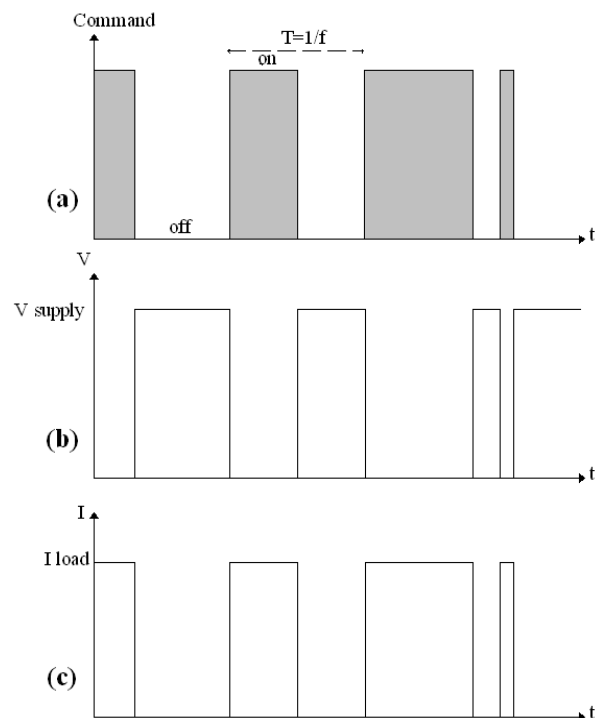 Command
T=1/f
on
(a)
off
t
V
V supply
(b)
t
I
I load
(c)
t